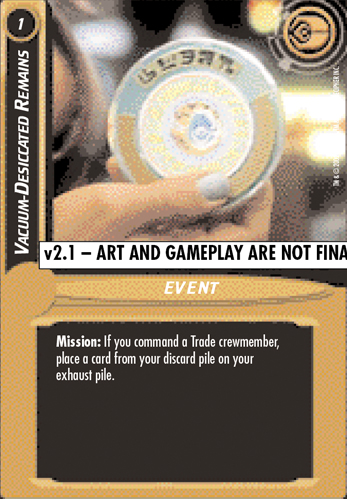 1
VACUUM-DESICCATED REMAINS
v2.1 – ART AND GAMEPLAY ARE NOT FINA
EVENT
Mission: If you command a Trade crewmember,
place a card from your discard pile on your
exhaust pile.